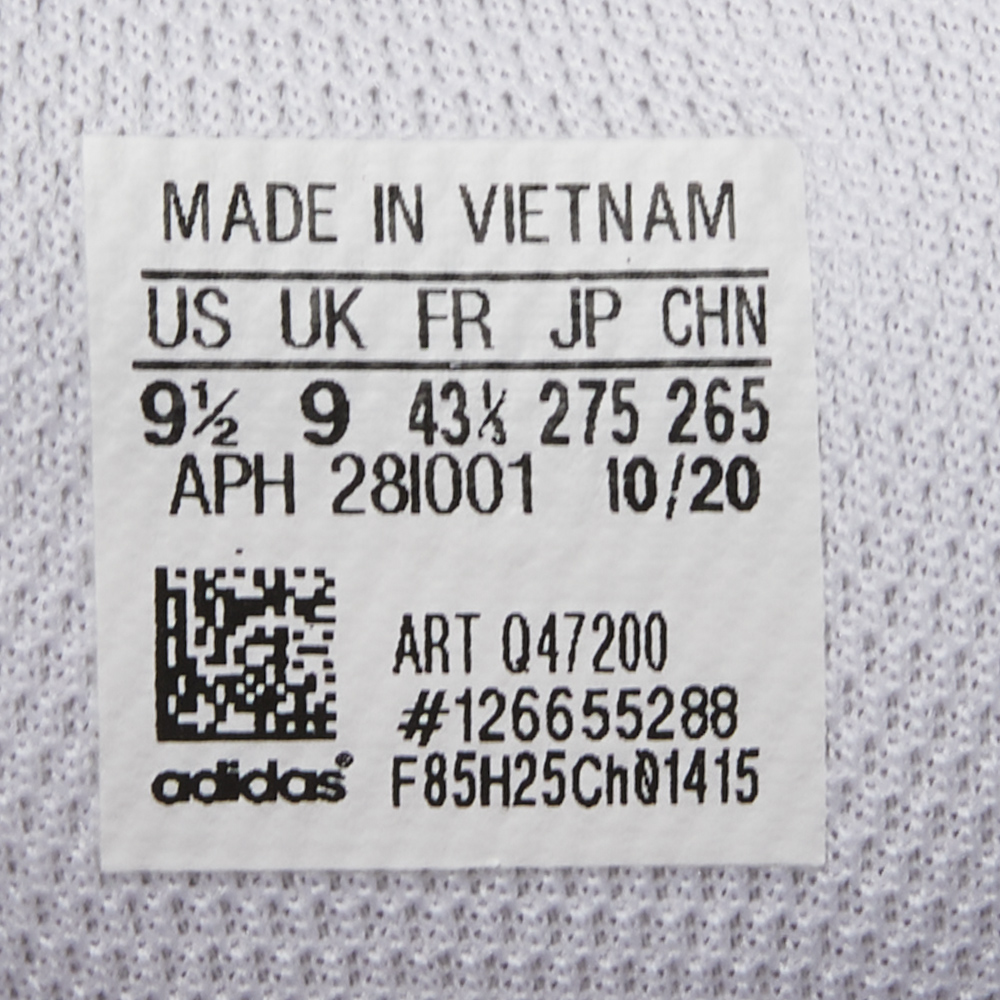 MADE IN VIETNAM
US UK FR JP CHN
9½ 9 43⅓ 275 265
APH 28I001 10/20
ART Q47200
#126655288
adidas® F85H25Ch01415